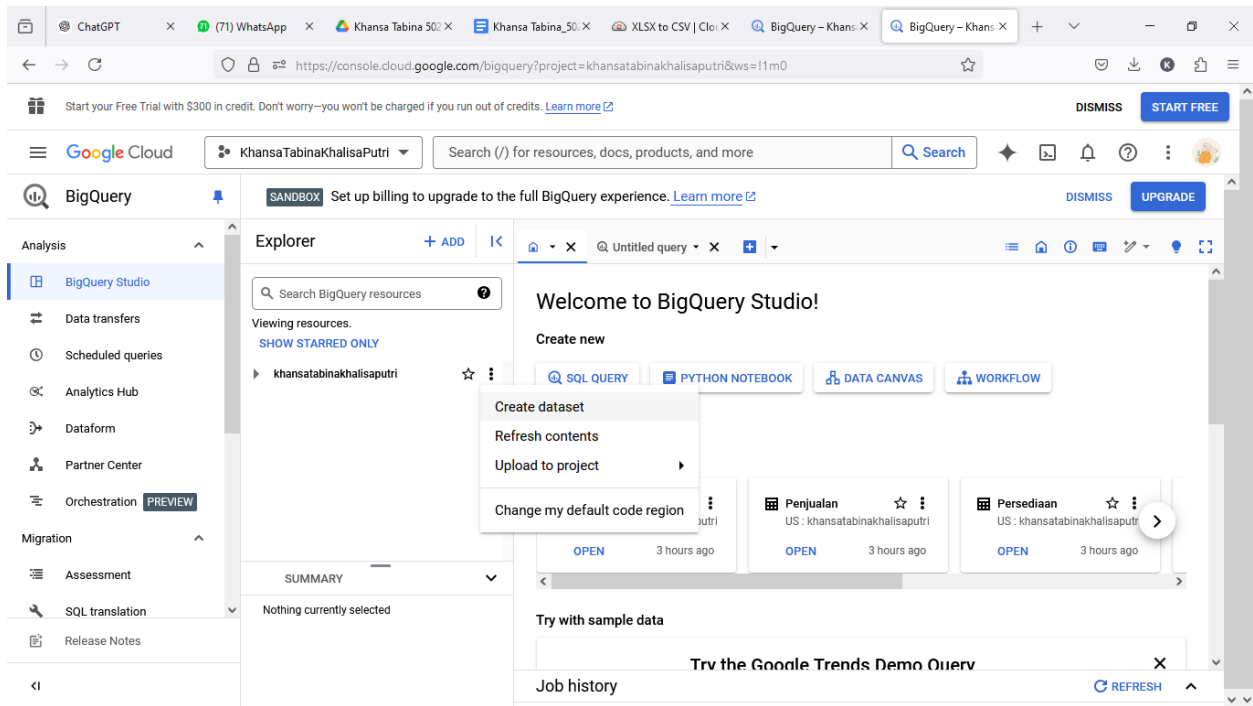 ChatGPT
(71) WhatsApp
Khansa Tabina 502
Khansa Tabina_50.
XLSX to CSV | Clou
BigQuery – Khans
BigQuery – Khans
https://console.cloud.google.com/bigquery?project=khansatabinakhalisaputri&ws=!1m0
K
Start your Free Trial with $300 in credit. Don't worry—you won't be charged if you run out of credits. Learn more
DISMISS
START FREE
Google Cloud
KhansaTabinaKhalisaPutri
Search (/) for resources, docs, products, and more
Search
BigQuery
SANDBOX Set up billing to upgrade to the full BigQuery experience. Learn more
DISMISS
UPGRADE
Analysis
BigQuery Studio
Data transfers
Scheduled queries
Analytics Hub
Dataform
Partner Center
Orchestration PREVIEW
Migration
Assessment
SQL translation
Release Notes
Explorer
+ ADD
Search BigQuery resources
Viewing resources.
SHOW STARRED ONLY
khansatabinakhalisaputri
Create dataset
Refresh contents
Upload to project
Change my default code region
SUMMARY
Nothing currently selected
Untitled query
Welcome to BigQuery Studio!
Create new
SQL QUERY
PYTHON NOTEBOOK
DATA CANVAS
WORKFLOW
putri
OPEN
3 hours ago
Penjualan
US : khansatabinakhalisaputri
OPEN
3 hours ago
Persediaan
US : khansatabinakhalisaputr
OPEN
3 hours ago
Try with sample data
Try the Google Trends Demo Query
Job history
REFRESH